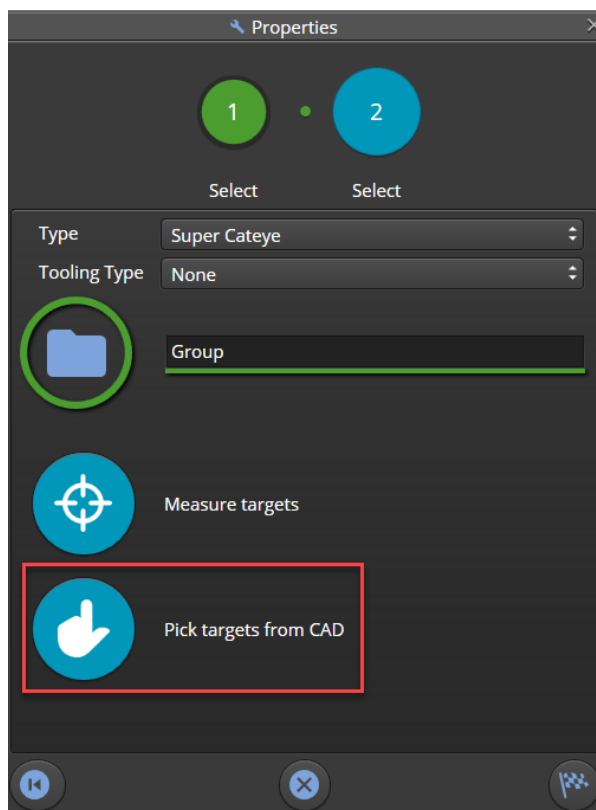 Properties
1
2
Select
Select
Type
Super Cateye
Tooling Type
None
Group
Measure targets
Pick targets from CAD